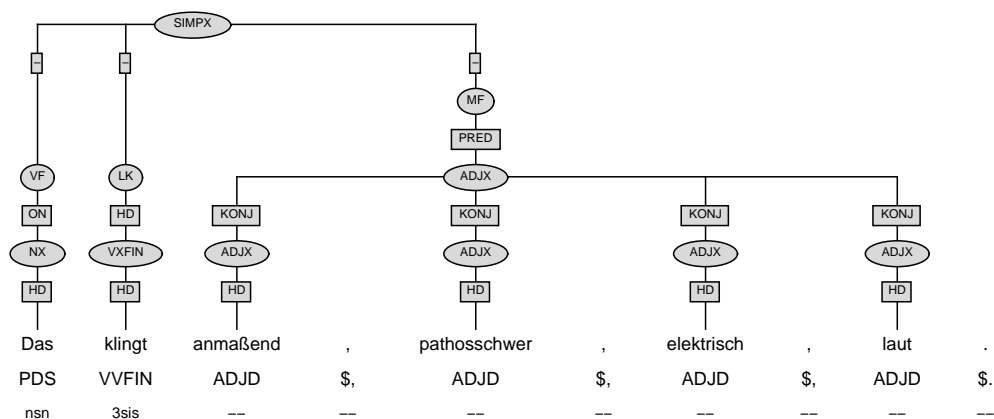 SIMPX
– – –
MF
PRED
VF LK ADJX
ON HD KONJ KONJ KONJ KONJ
NX VXFIN ADJX ADJX ADJX ADJX
HD HD HD HD HD HD
Das klingt anmaßend , pathosschwer , elektrisch , laut .
PDS VVFIN ADJD $, ADJD $, ADJD $, ADJD $.
nsn 3sis –– –– –– –– –– –– –– ––